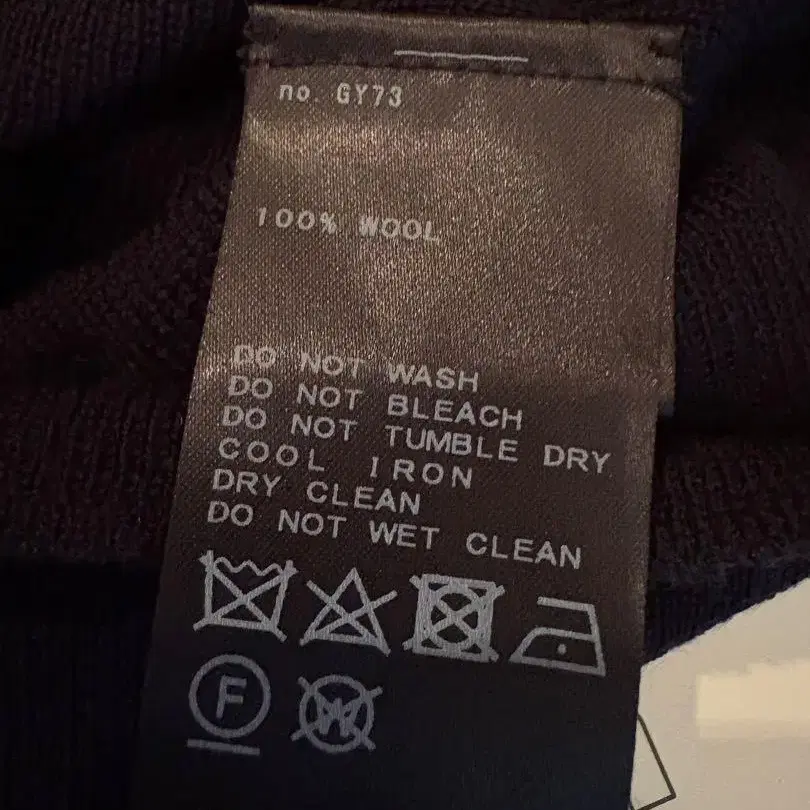 no. GY73
100% WOOL
DO NOT WASH
DO NOT BLEACH
DO NOT TUMBLE DRY
COOL IRON
DRY CLEAN
DO NOT WET CLEAN
F
W